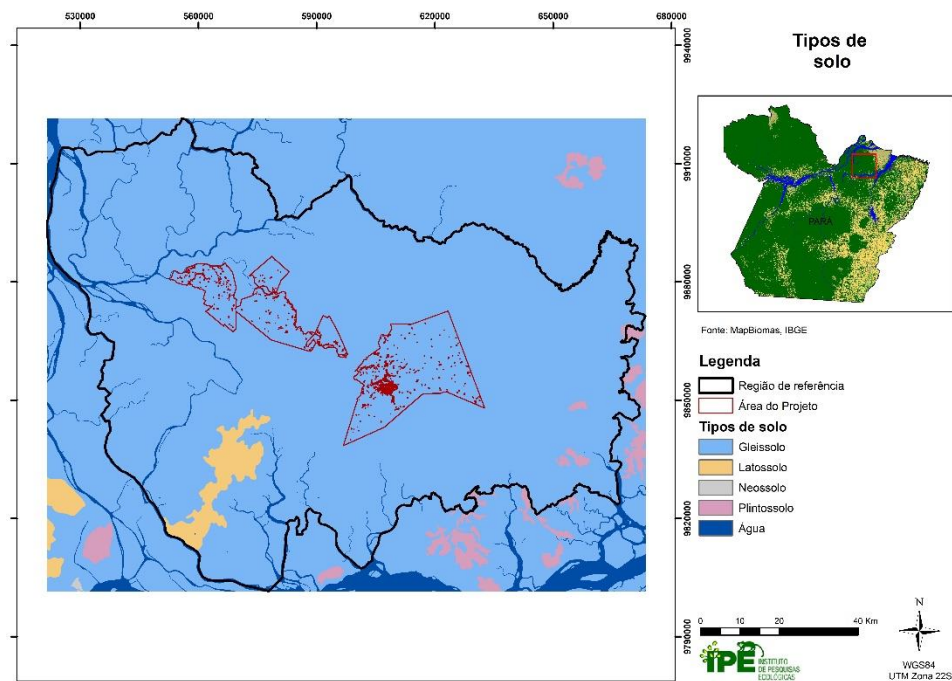 530000 560000 590000 620000 650000 680000
9940000
9910000
9880000
9850000
9820000
9790000
Tipos de
solo
PARÁ
Fonte: MapBiomas, IBGE
Legenda
Região de referência
Área do Projeto
Tipos de solo
Gleissolo
Latossolo
Neossolo
Plintossolo
Água
0 10 20 40 Km
IPÊ INSTITUTO
DE PESQUISAS
ECOLÓGICAS
N
WGS84
UTM Zona 22S